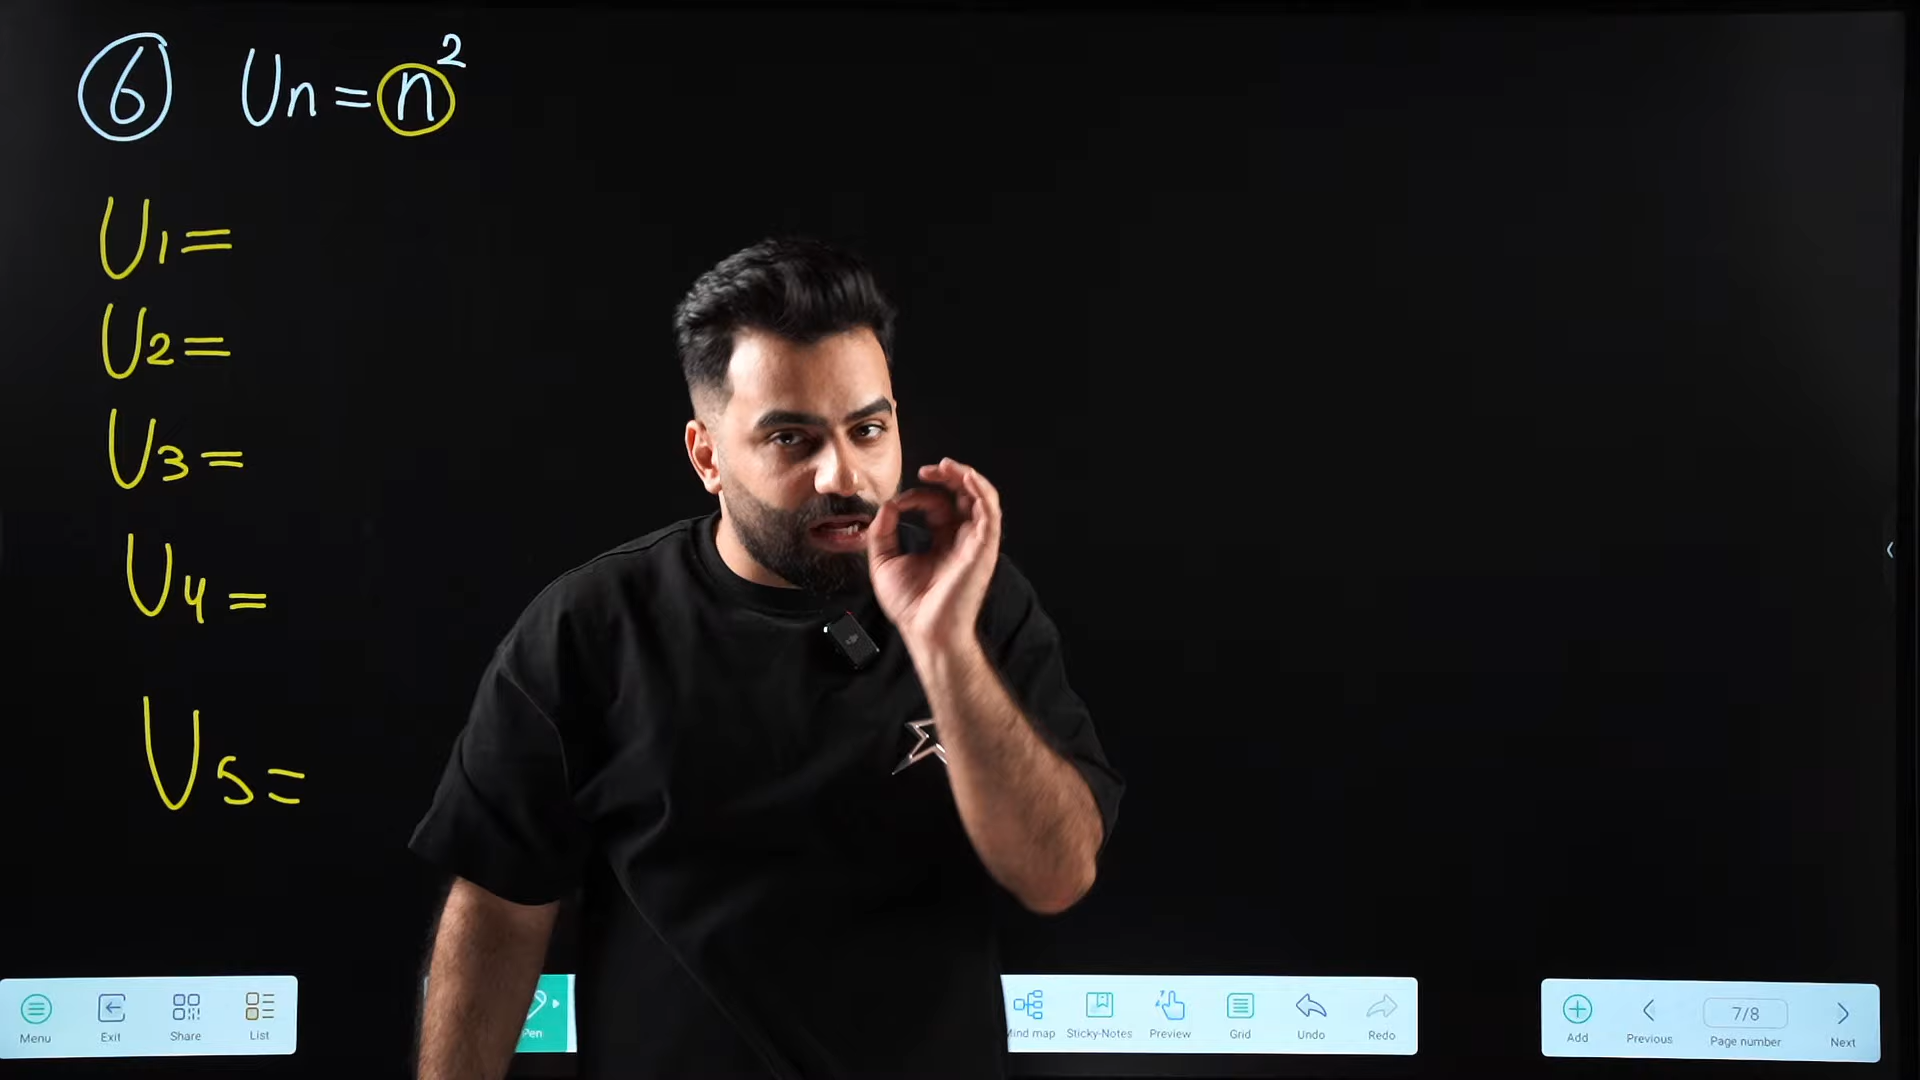 6 Un = n²
U1 =
U2 =
U3 =
U4 =
U5 =
Menu Exit Share List Pen Mind map Sticky-Notes Preview Grid Undo Redo Add Previous 7/8 Page number Next